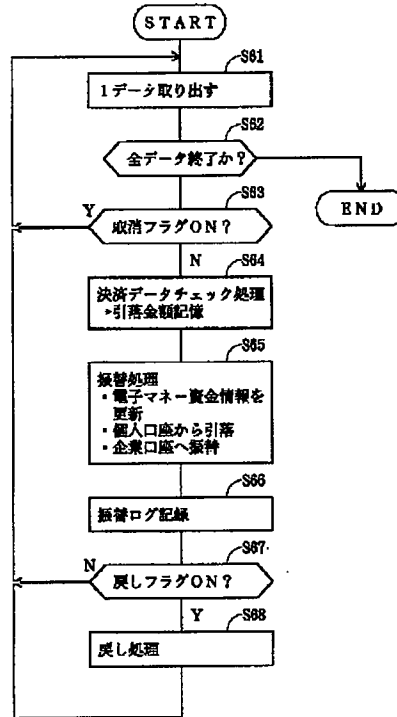 START
S61
1データ取り出す
S62
全データ終了か?
END
S63
Y
取消フラグON?
N
S64
決済データチェック処理
*引落金額記憶
S65
振替処理
・電子マネー資金情報を
更新
・個人口座から引落
・企業口座へ振替
S66
振替ログ記録
S67
N
戻しフラグON?
Y
S68
戻し処理